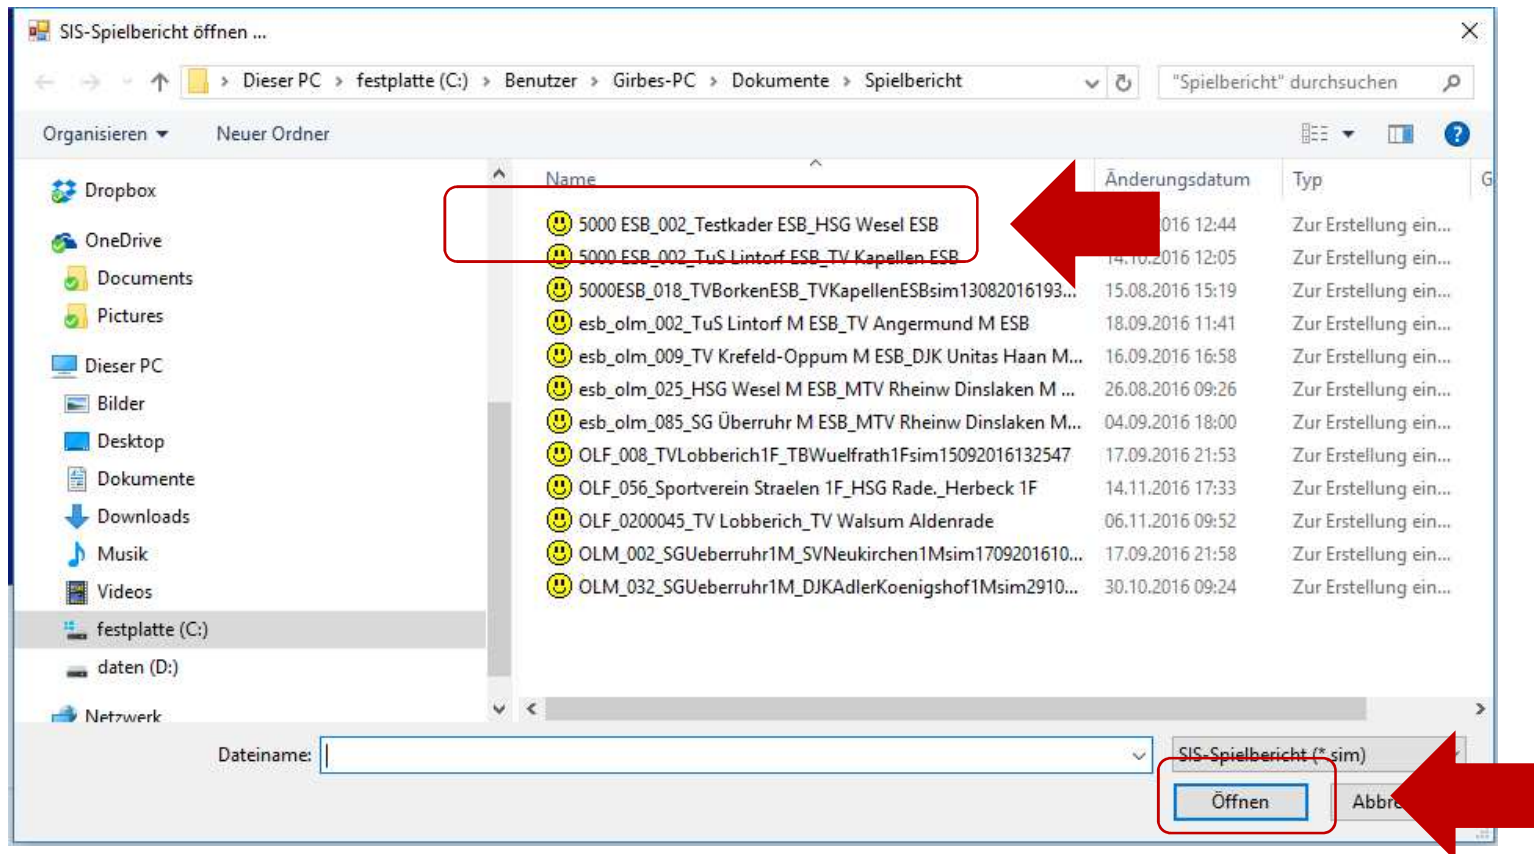 SIS-Spielbericht öffnen ...
Dieser PC > festplatte (C:) > Benutzer > Girbes-PC > Dokumente > Spielbericht
"Spielbericht" durchsuchen
Organisieren
Neuer Ordner
Dropbox
OneDrive
Documents
Pictures
Dieser PC
Bilder
Desktop
Dokumente
Downloads
Musik
Videos
festplatte (C:)
daten (D:)
Netzwerk
Name Änderungsdatum Typ G
5000 ESB_002_Testkader ESB_HSG Wesel ESB 016 12:44 Zur Erstellung ein...
5000 ESB_002_TuS Lintorf ESB_TV Kapellen ESB 14.10.2016 12:05 Zur Erstellung ein...
5000ESB_018_TVBorkenESB_TVKapellenESBsim13082016193... 15.08.2016 15:19 Zur Erstellung ein...
esb_olm_002_TuS Lintorf M ESB_TV Angermund M ESB 18.09.2016 11:41 Zur Erstellung ein...
esb_olm_009_TV Krefeld-Oppum M ESB_DJK Unitas Haan M... 16.09.2016 16:58 Zur Erstellung ein...
esb_olm_025_HSG Wesel M ESB_MTV Rheinw Dinslaken M ... 26.08.2016 09:26 Zur Erstellung ein...
esb_olm_085_SG Überruhr M ESB_MTV Rheinw Dinslaken M... 04.09.2016 18:00 Zur Erstellung ein...
OLF_008_TVLobberich1F_TBWuelfrath1Fsim15092016132547 17.09.2016 21:53 Zur Erstellung ein...
OLF_056_Sportverein Straelen 1F_HSG Rade._Herbeck 1F 14.11.2016 17:33 Zur Erstellung ein...
OLF_0200045_TV Lobberich_TV Walsum Aldenrade 06.11.2016 09:52 Zur Erstellung ein...
OLM_002_SGUeberruhr1M_SVNeukirchen1Msim1709201610... 17.09.2016 21:58 Zur Erstellung ein...
OLM_032_SGUeberruhr1M_DJKAdlerKoenigshof1Msim2910... 30.10.2016 09:24 Zur Erstellung ein...
Dateiname:
SIS-Spielbericht (*.sim)
Öffnen
Abbre